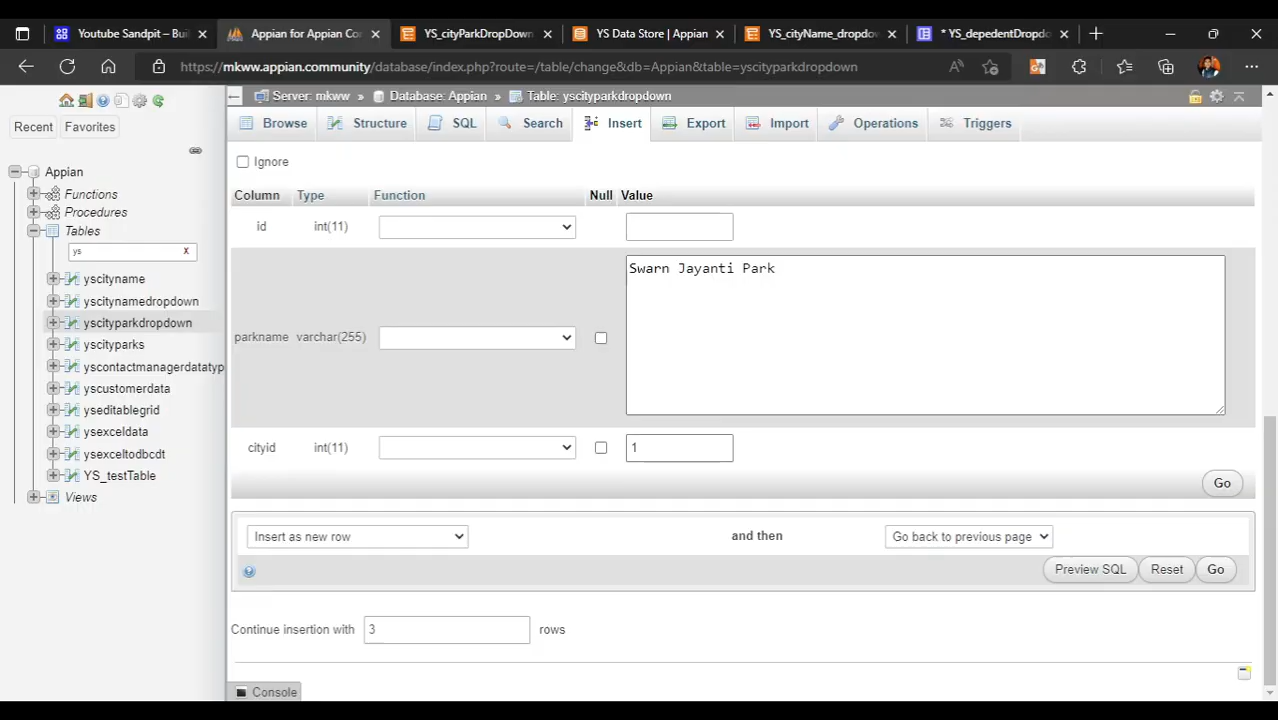 Youtube Sandpit – Buil
Appian for Appian Co
YS_cityParkDropDown
YS Data Store | Appian
YS_cityName_dropdow
* YS_depedentDropdo
https://mkww.appian.community/database/index.php?route=/table/change&db=Appian&table=yscityparkdropdown
Recent
Favorites
Appian
Functions
Procedures
Tables
ys
x
yscityname
yscitynamedropdown
yscityparkdropdown
yscityparks
yscontactmanagerdatatyp
yscustomerdata
yseditablegrid
ysexceldata
ysexceltodbcdt
YS_testTable
Views
Server: mkww » Database: Appian » Table: yscityparkdropdown
Browse Structure SQL Search Insert Export Import Operations Triggers
Ignore
Column Type Function Null Value
id int(11)
parkname varchar(255) Swarn Jayanti Park
cityid int(11) 1
Go
Insert as new row and then Go back to previous page
Preview SQL Reset Go
Continue insertion with 3 rows
Console